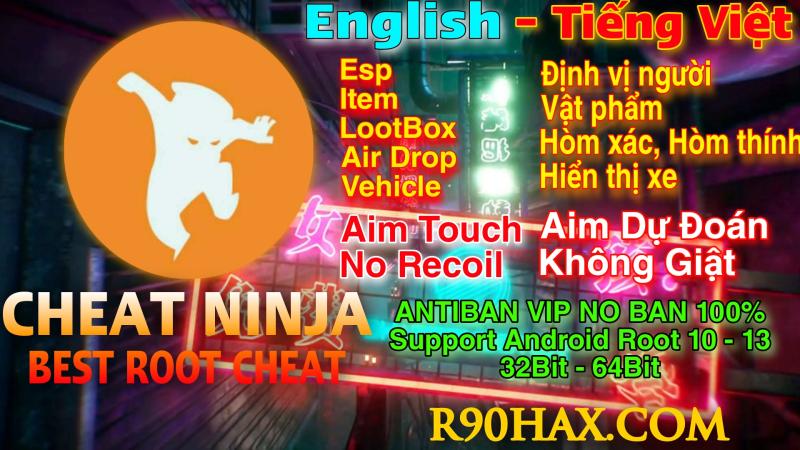 English - Tiếng Việt
Esp
Item
LootBox
Air Drop
Vehicle
Định vị người
Vật phẩm
Hòm xác, Hòm thính
Hiển thị xe
Aim Touch
No Recoil
Aim Dự Đoán
Không Giật
CHEAT NINJA
BEST ROOT CHEAT
ANTIBAN VIP NO BAN 100%
Support Android Root 10 - 13
32Bit - 64Bit
R90HAX.COM